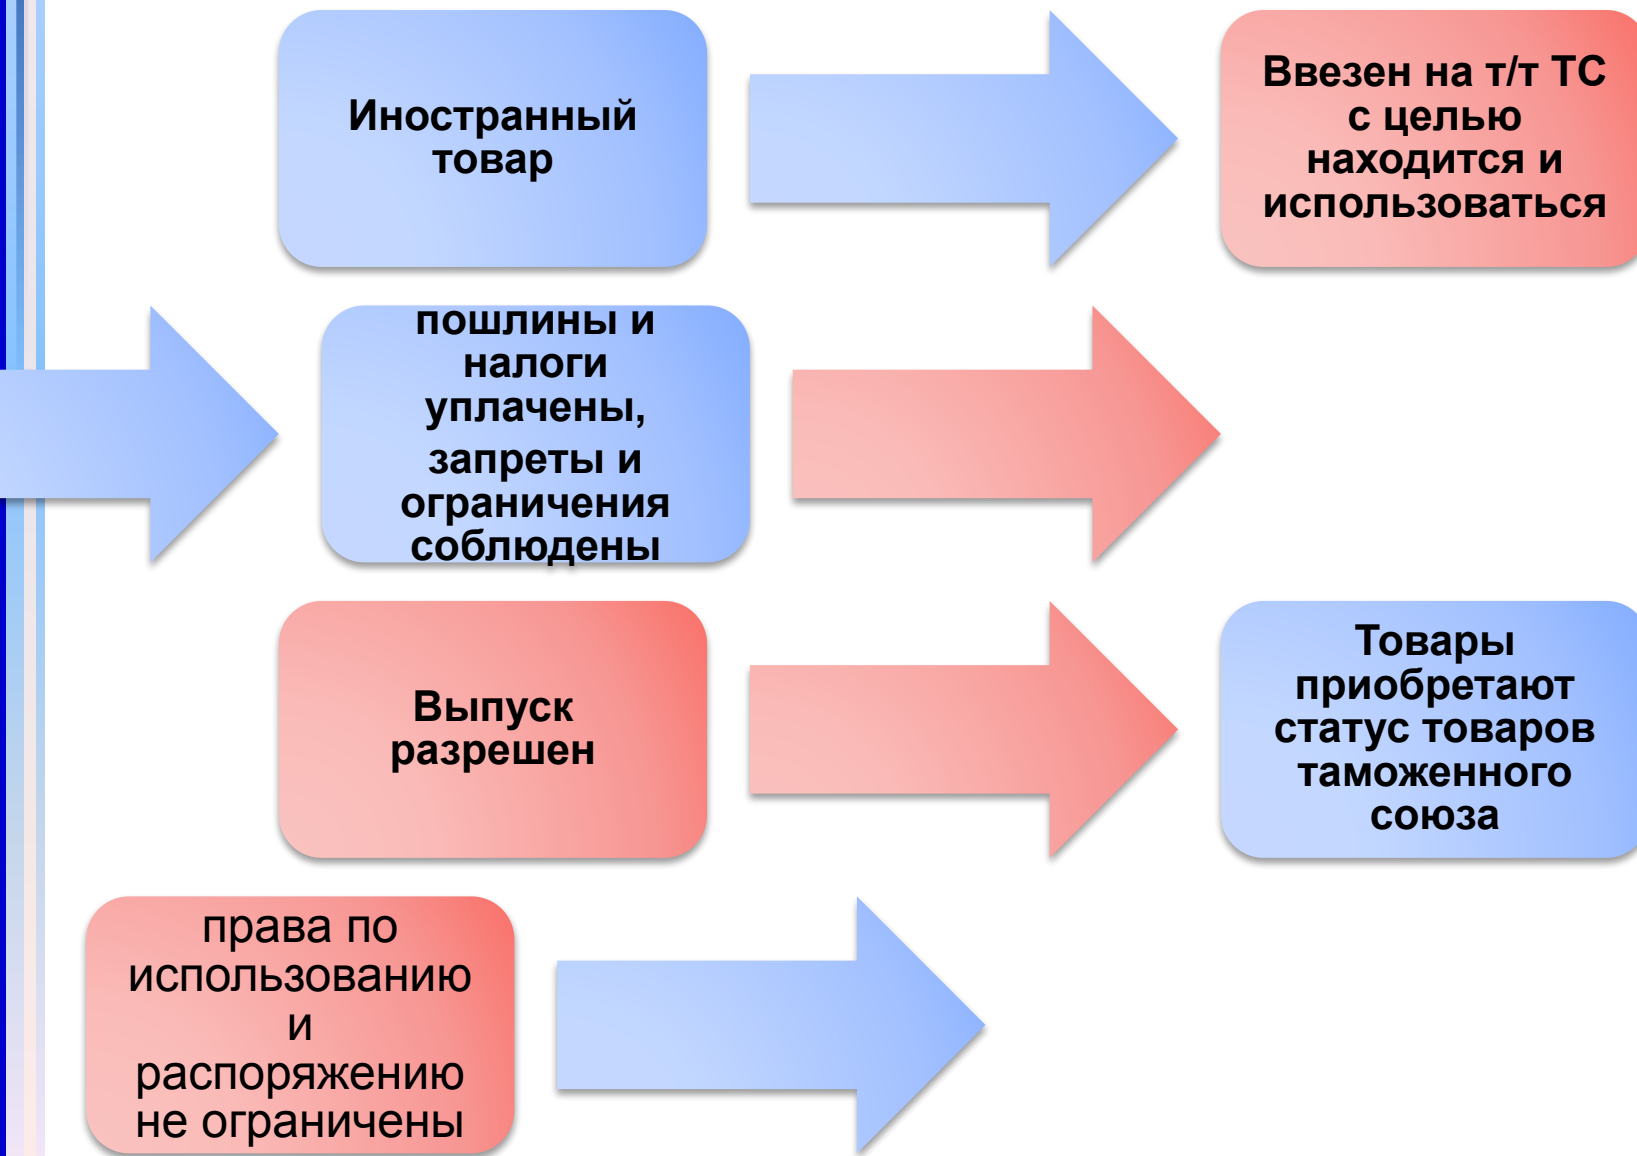 Иностранный
товар
Ввезен на т/т ТС
с целью
находится и
использоваться
пошлины и
налоги
уплачены,
запреты и
ограничения
соблюдены
Выпуск
разрешен
Товары
приобретают
статус товаров
таможенного
союза
права по
использованию
и
распоряжению
не ограничены